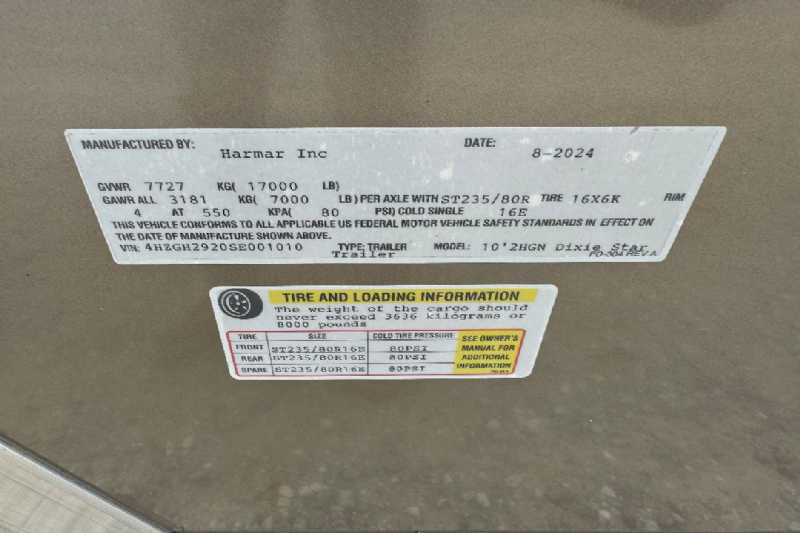 MANUFACTURED BY: Harmar Inc DATE: 8-2024
GVWR 7727 KG( 17000 LB)
GAWR ALL 3181 KG( 7000 LB) PER AXLE WITH ST235/80R TIRE 16X6K RIM
4 AT 550 KPA( 80 PSI) COLD SINGLE 16E
THIS VEHICLE CONFORMS TO ALL APPLICABLE US FEDERAL MOTOR VEHICLE SAFETY STANDARDS IN EFFECT ON
THE DATE OF MANUFACTURE SHOWN ABOVE.
VIN: 4HZGH2920SE001010 TYPE: TRAILER MODEL: 10'2HGN Dixie Star
Trailer PO-304 REV A
TIRE AND LOADING INFORMATION
The weight of the cargo should
never exceed 3636 kilograms or
8000 pounds
TIRE SIZE COLD TIRE PRESSURE
FRONT ST235/80R16E 80PSI
REAR ST235/80R16E 80PSI
SPARE ST235/80R16E 80PSI
SEE OWNER'S
MANUAL FOR
ADDITIONAL
INFORMATION